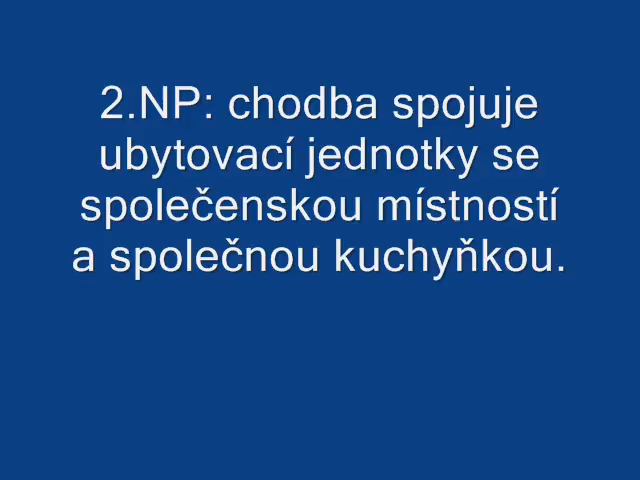 2.NP: chodba spojuje
ubytovací jednotky se
společenskou místností
a společnou kuchyňkou.